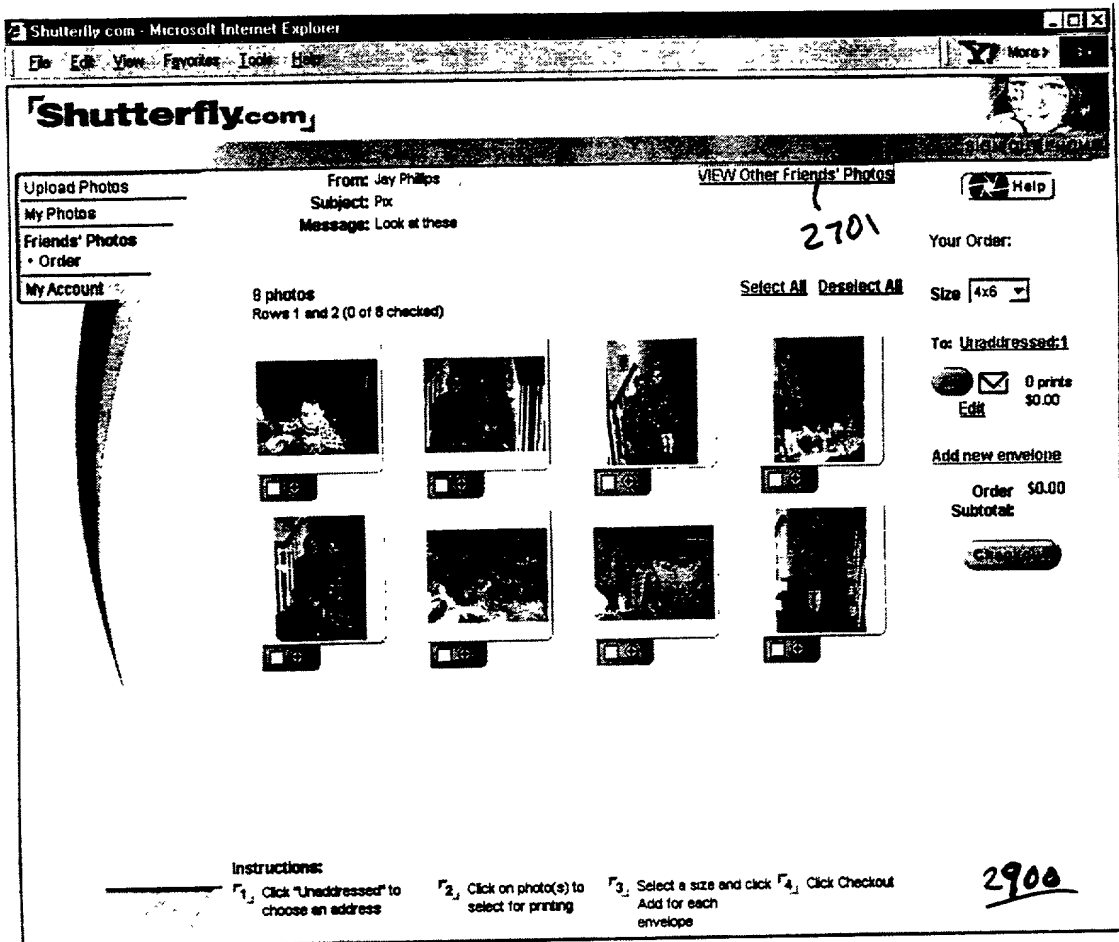 Shutterfly com - Microsoft Internet Explorer
File Edit View Favorites Tools Help
Y! More >
Shutterfly.com
SIGN OUT HOME
Upload Photos
My Photos
Friends' Photos
• Order
My Account
From: Jay Phillips
Subject: Pix
Message: Look at these
VIEW Other Friends' Photos
2701
Help
Your Order:
8 photos
Rows 1 and 2 (0 of 8 checked)
Select All Deselect All
Size 4x6
To: Unaddressed:1
0 prints
$0.00
Edit
Add new envelope
Order Subtotal: $0.00
Checkout
Instructions:
1 Click "Unaddressed" to choose an address
2 Click on photo(s) to select for printing
3 Select a size and click Add for each envelope
4 Click Checkout
2900